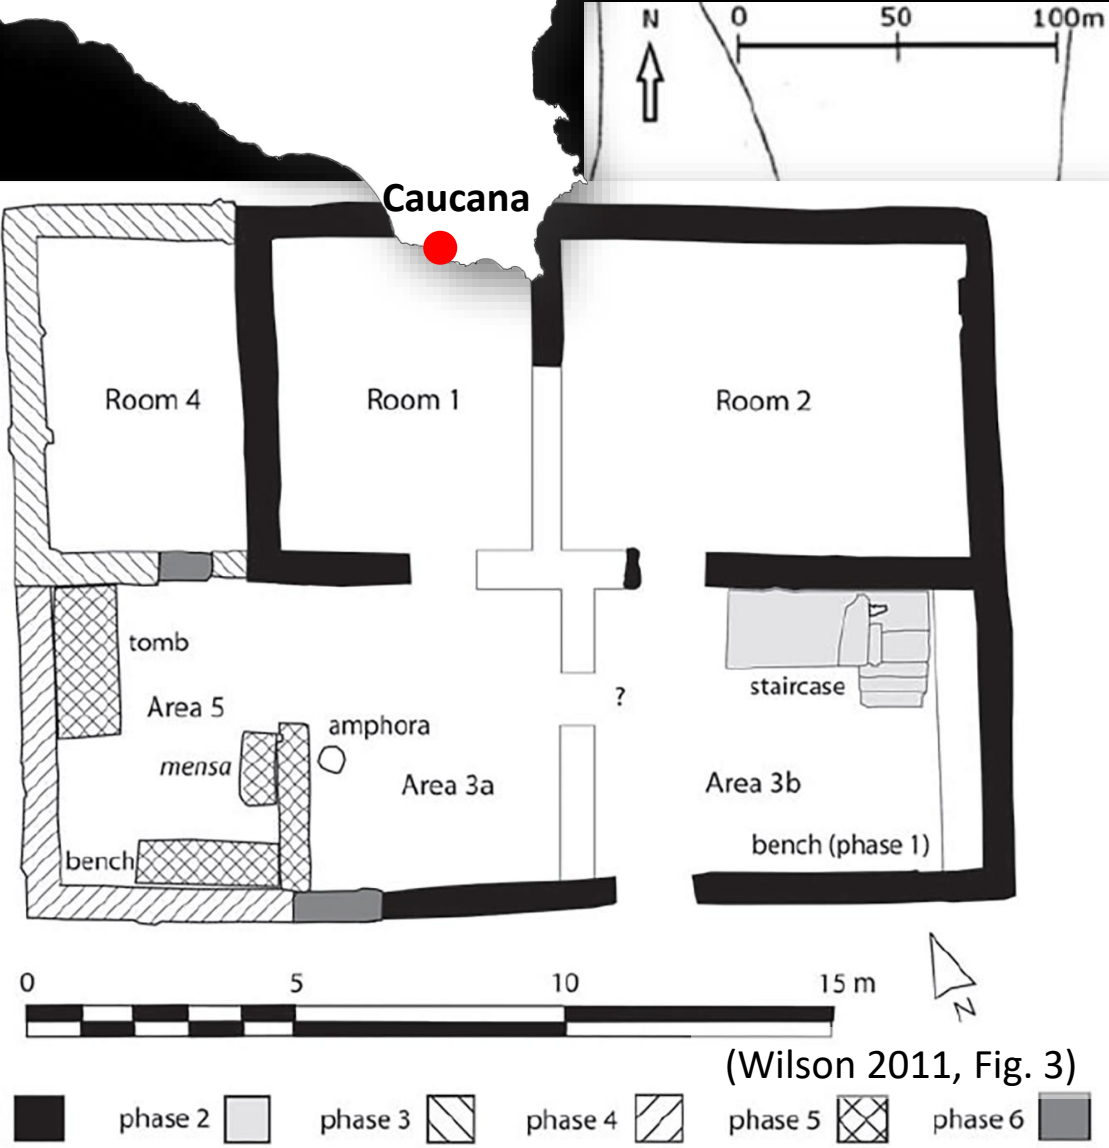 N 0 50 100m
Caucana
Room 4 Room 1 Room 2
tomb
Area 5
staircase
?
amphora
mensa
Area 3a Area 3b
bench
bench (phase 1)
0 5 10 15 m
N
(Wilson 2011, Fig. 3)
phase 2 phase 3 phase 4 phase 5 phase 6